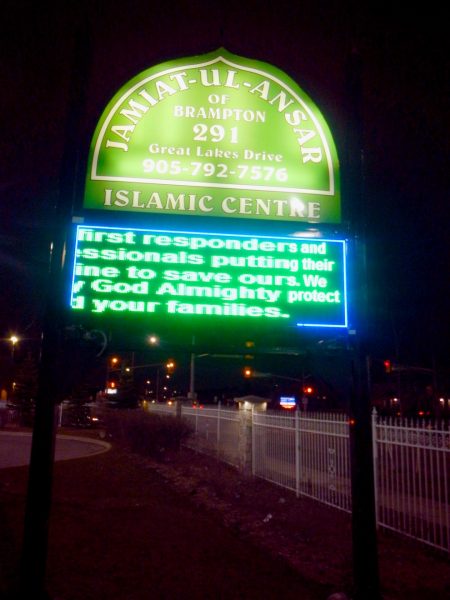 JAMIAT-UL-ANSAR
OF
BRAMPTON
291
Great Lakes Drive
905-792-7576
ISLAMIC CENTRE
first responders and
essionals putting their
ine to save ours. We
y God Almighty protect
d your families.